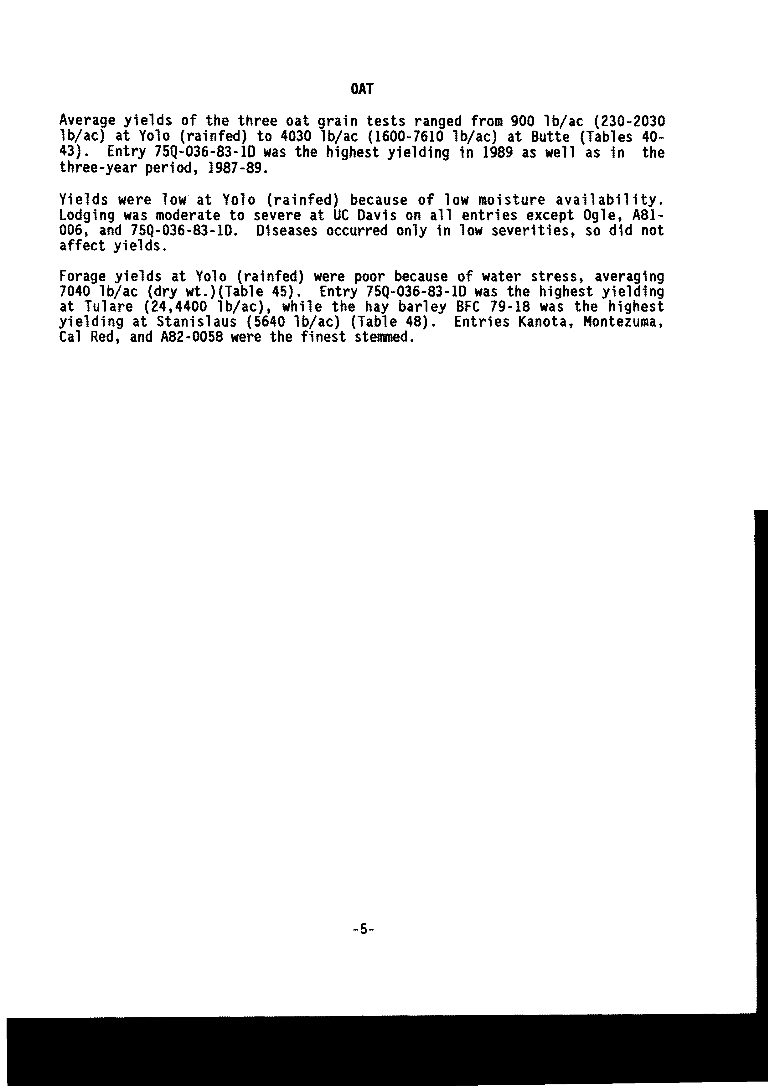 OAT
Average yields of the three oat grain tests ranged from 900 lb/ac (230-2030
lb/ac) at Yolo (rainfed) to 4030 lb/ac (1600-7610 lb/ac) at Butte (Tables 40-
43). Entry 75Q-036-83-1D was the highest yielding in 1989 as well as in the
three-year period, 1987-89.
Yields were low at Yolo (rainfed) because of low moisture availability.
Lodging was moderate to severe at UC Davis on all entries except Ogle, A81-
006, and 75Q-036-83-1D. Diseases occurred only in low severities, so did not
affect yields.
Forage yields at Yolo (rainfed) were poor because of water stress, averaging
7040 lb/ac (dry wt.)(Table 45). Entry 75Q-036-83-1D was the highest yielding
at Tulare (24,4400 lb/ac), while the hay barley BFC 79-18 was the highest
yielding at Stanislaus (5640 lb/ac) (Table 48). Entries Kanota, Montezuma,
Cal Red, and A82-0058 were the finest stemmed.
-5-